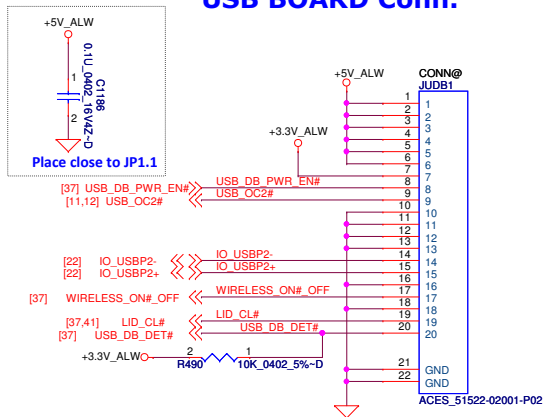 USB BOARD Conn.
+5V_ALW
1
0.1U_0402_16V4Z~D
C1186
2
Place close to JP1.1
+5V_ALW
CONN@
JUDB1
+3.3V_ALW
1 1
2 2
3 3
4 4
5 5
6 6
7 7
[37] USB_DB_PWR_EN# USB_DB_PWR_EN# 8 8
[11,12] USB_OC2# USB_OC2# 9 9
10 10
11 11
12 12
13 13
[22] IO_USBP2- IO_USBP2- 14 14
[22] IO_USBP2+ IO_USBP2+ 15 15
16 16
[37] WIRELESS_ON#_OFF WIRELESS_ON#_OFF 17 17
18 18
[37,41] LID_CL# LID_CL# 19 19
[37] USB_DB_DET# USB_DB_DET# 20 20
+3.3V_ALW 2 1
R490 10K_0402_5%~D
21 GND
22 GND
ACES_51522-02001-P02